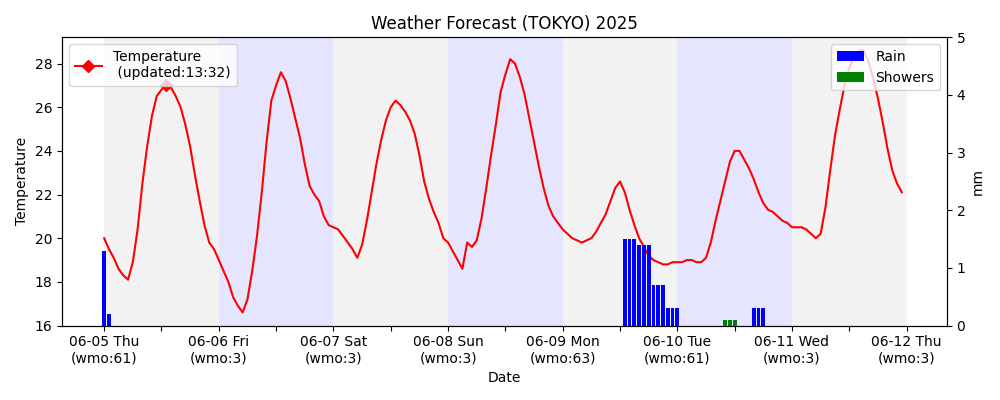 Weather Forecast (TOKYO) 2025
Temperature
(updated:13:32)
Rain
Showers
28
26
24
22
20
18
16
Temperature
5
4
3
2
1
0
mm
06-05 Thu
(wmo:61)
06-06 Fri
(wmo:3)
06-07 Sat
(wmo:3)
06-08 Sun
(wmo:3)
06-09 Mon
(wmo:63)
06-10 Tue
(wmo:61)
06-11 Wed
(wmo:3)
06-12 Thu
(wmo:3)
Date